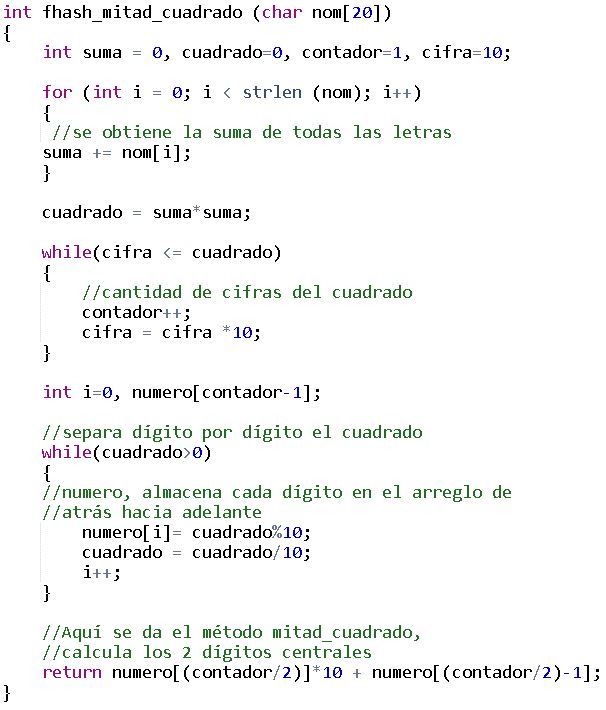 int fhash_mitad_cuadrado (char nom[20])
{
    int suma = 0, cuadrado=0, contador=1, cifra=10;

    for (int i = 0; i < strlen (nom); i++)
    {
     //se obtiene la suma de todas las letras
    suma += nom[i];
    }

    cuadrado = suma*suma;

    while(cifra <= cuadrado)
    {
        //cantidad de cifras del cuadrado
        contador++;
        cifra = cifra *10;
    }

    int i=0, numero[contador-1];

    //separa dígito por dígito el cuadrado
    while(cuadrado>0)
    {
    //numero, almacena cada dígito en el arreglo de
    //atrás hacia adelante
        numero[i]= cuadrado%10;
        cuadrado = cuadrado/10;
        i++;
    }

    //Aquí se da el método mitad_cuadrado,
    //calcula los 2 dígitos centrales
    return numero[(contador/2)]*10 + numero[(contador/2)-1];
}